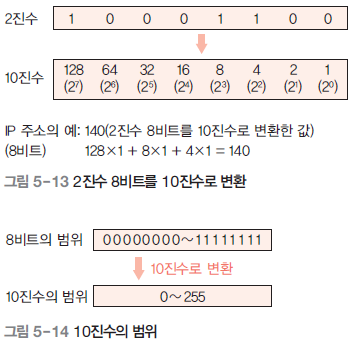 2진수 1 0 0 0 1 1 0 0
10진수 128 64 32 16 8 4 2 1
(2⁷) (2⁶) (2⁵) (2⁴) (2³) (2²) (2¹) (2⁰)
IP 주소의 예: 140(2진수 8비트를 10진수로 변환한 값)
(8비트) 128×1 + 8×1 + 4×1 = 140
그림 5-13 2진수 8비트를 10진수로 변환
8비트의 범위 00000000~11111111
10진수로 변환
10진수의 범위 0~255
그림 5-14 10진수의 범위